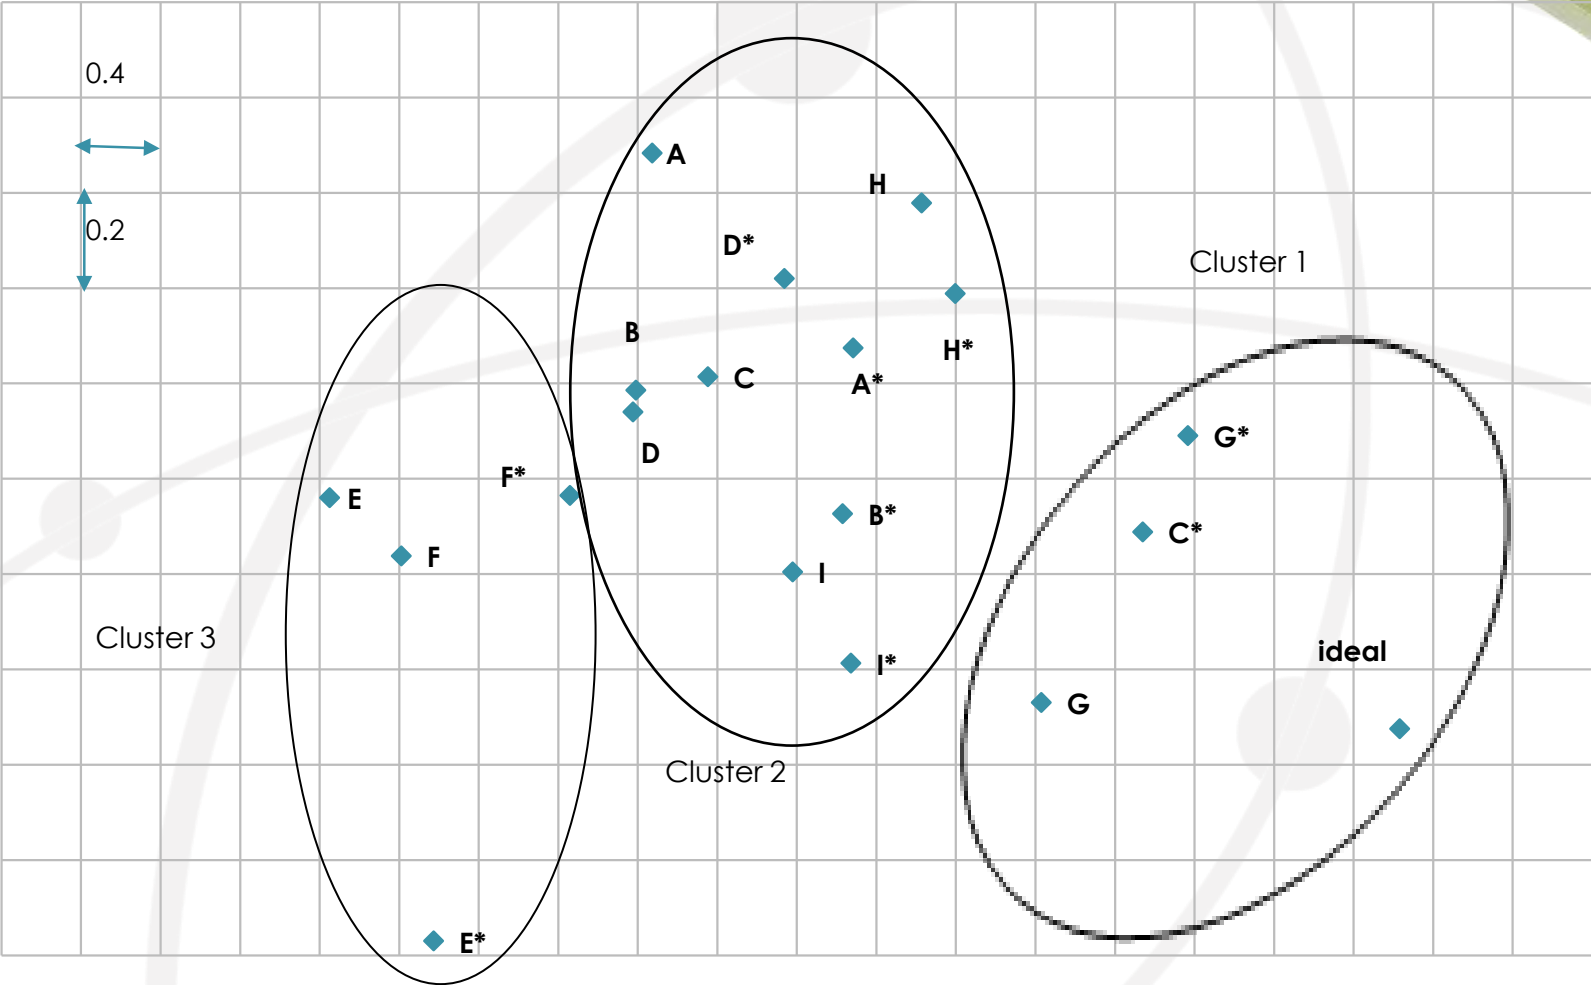 0.4
A
H
0.2
D*
Cluster 1
B
H*
C
A*
G*
D
F*
E
B*
C*
F
I
Cluster 3
ideal
I*
G
Cluster 2
E*